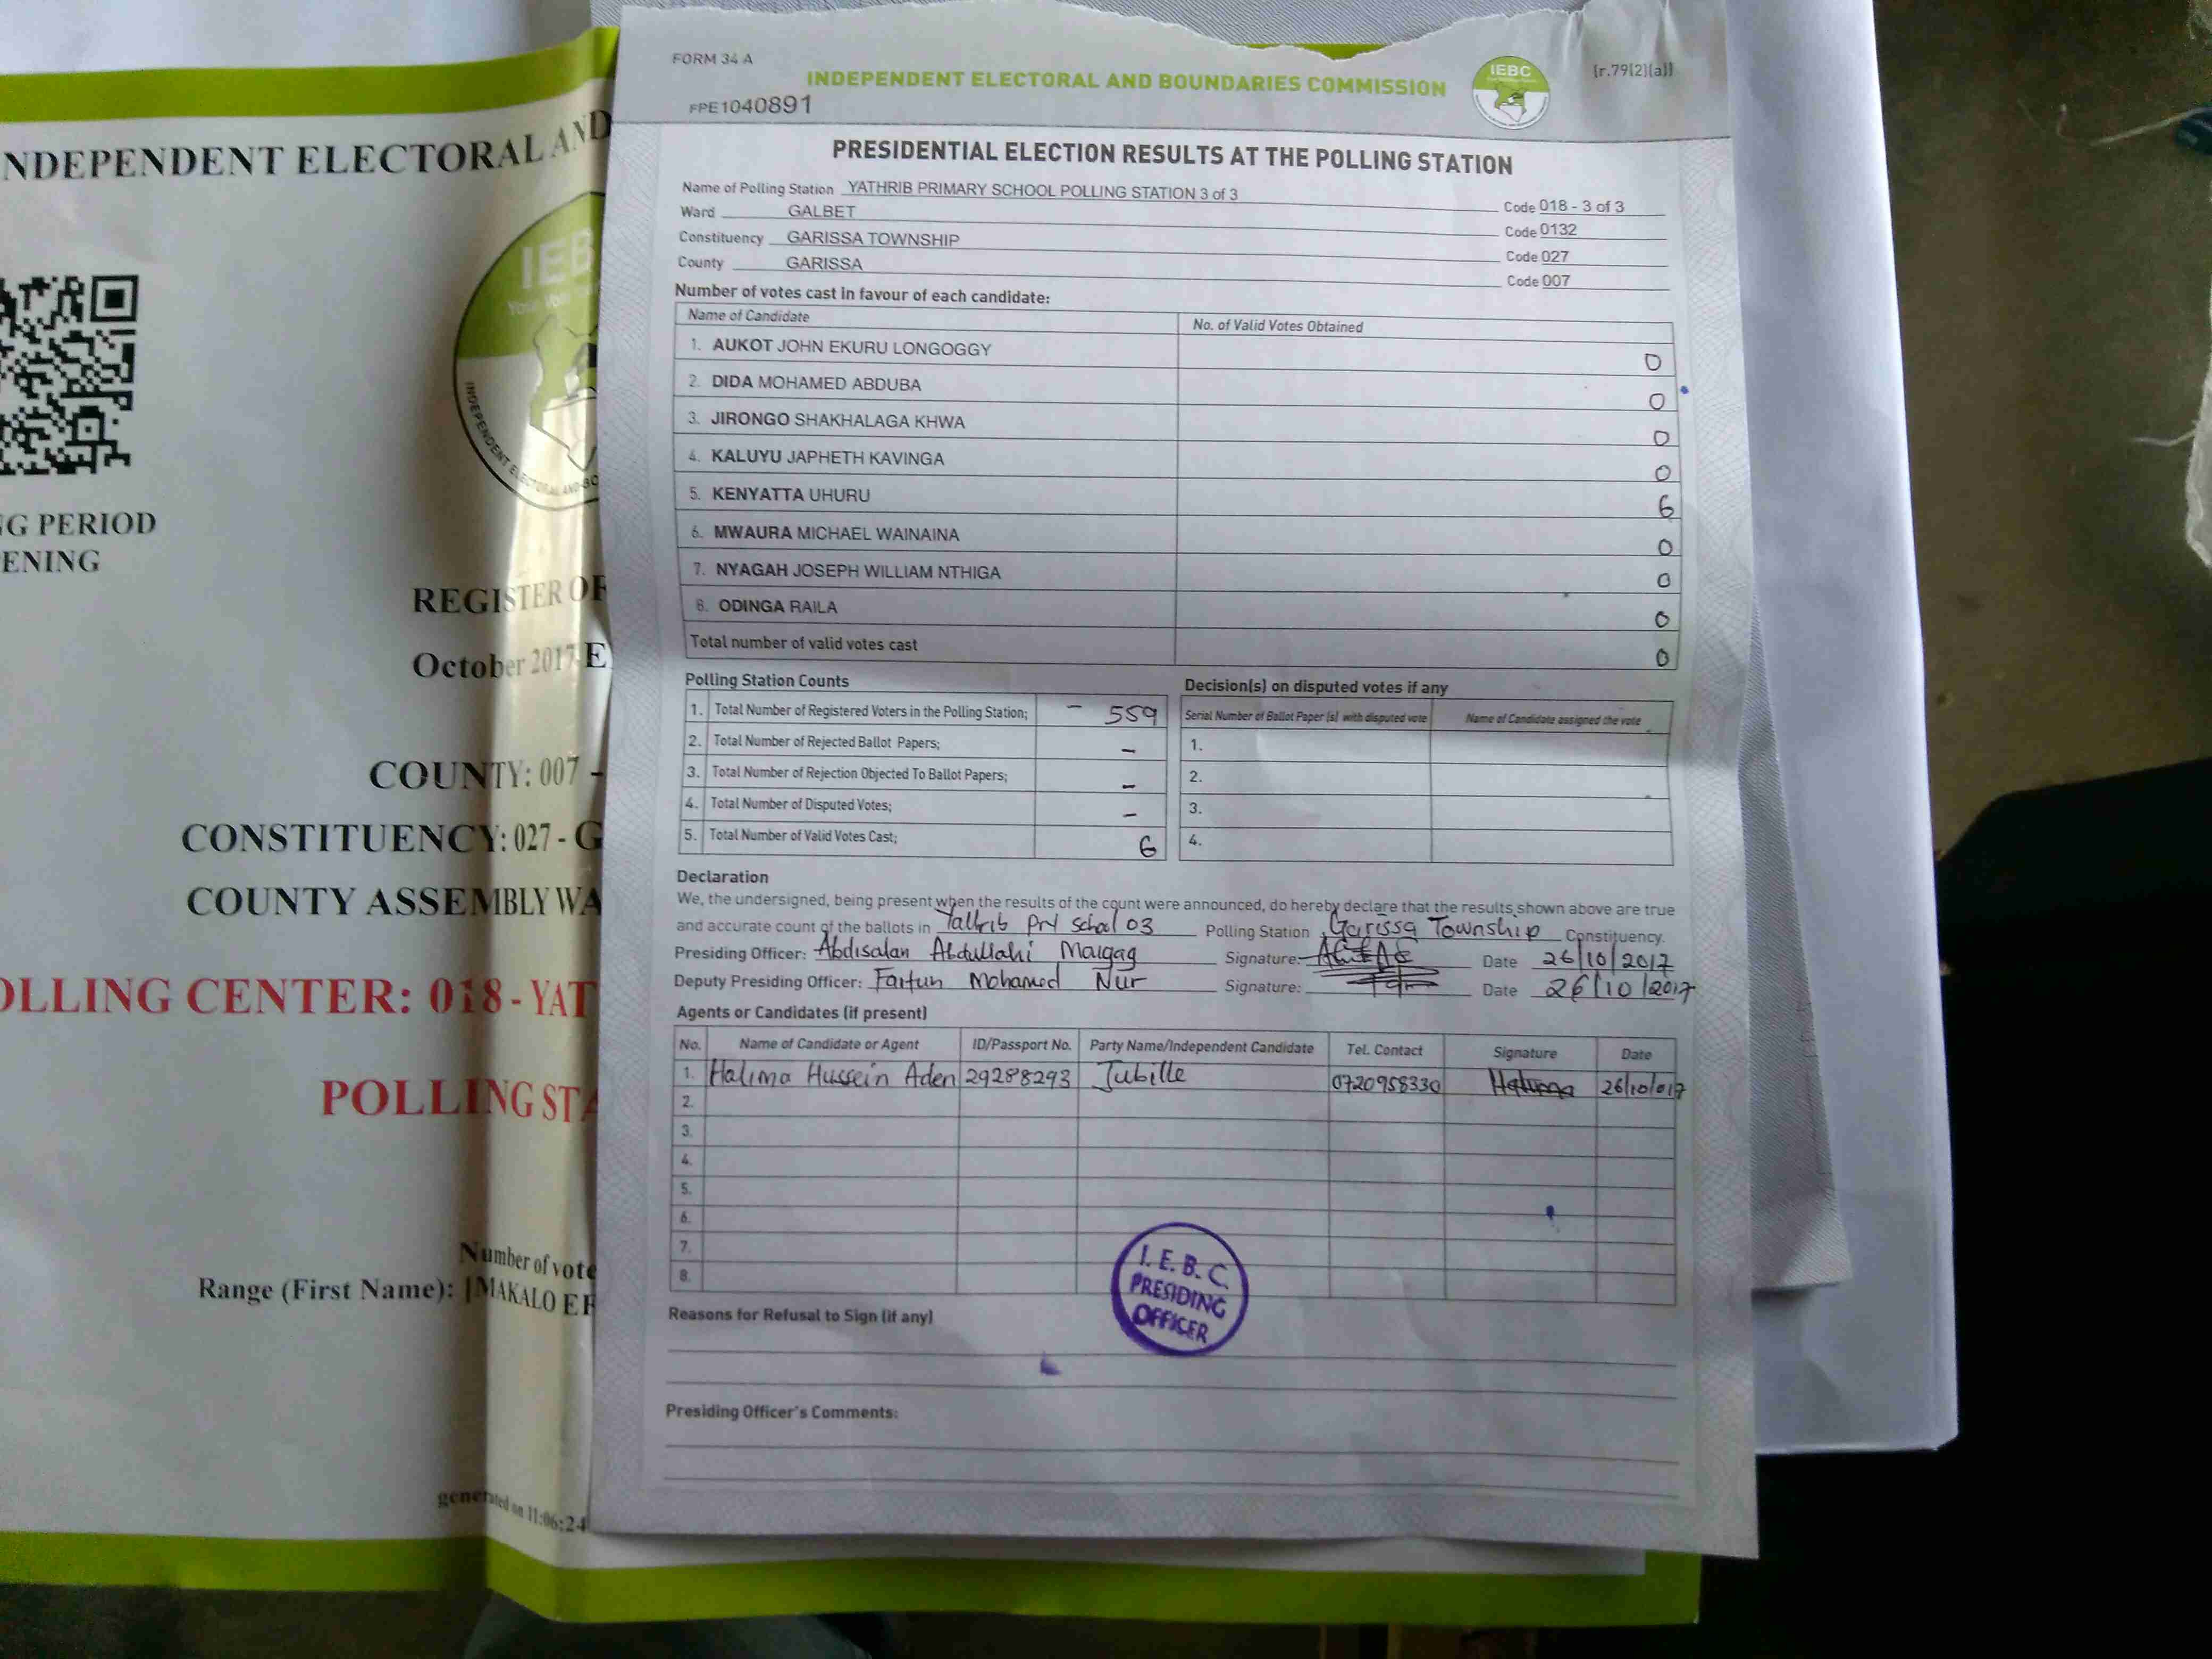 NDEPENDENT ELECTORAL AND
IEB
INDEPENDENT ELECTORAL AND BO
G PERIOD
ENING
REGISTER OF
October 2017 E
COUNTY: 007 -
CONSTITUENCY: 027 - G
COUNTY ASSEMBLY WA
OLLING CENTER: 018 - YAT
POLLING STA
Number of vote
Range (First Name): [MAKALO EF
generated on 11:06:24
FORM 34 A
INDEPENDENT ELECTORAL AND BOUNDARIES COMMISSION
IEBC
[r.79(2)(a)]
FPE1040891
PRESIDENTIAL ELECTION RESULTS AT THE POLLING STATION
Name of Polling Station YATHRIB PRIMARY SCHOOL POLLING STATION 3 of 3 Code 018 - 3 of 3
Ward GALBET Code 0132
Constituency GARISSA TOWNSHIP Code 027
County GARISSA Code 007
Number of votes cast in favour of each candidate:
Name of Candidate No. of Valid Votes Obtained
1. AUKOT JOHN EKURU LONGOGGY 0
2. DIDA MOHAMED ABDUBA 0
3. JIRONGO SHAKHALAGA KHWA 0
4. KALUYU JAPHETH KAVINGA 0
5. KENYATTA UHURU 6
6. MWAURA MICHAEL WAINAINA 0
7. NYAGAH JOSEPH WILLIAM NTHIGA 0
8. ODINGA RAILA 0
Total number of valid votes cast 0
Polling Station Counts
1. Total Number of Registered Voters in the Polling Station; - 559
2. Total Number of Rejected Ballot Papers; -
3. Total Number of Rejection Objected To Ballot Papers; -
4. Total Number of Disputed Votes; -
5. Total Number of Valid Votes Cast; 6
Decision(s) on disputed votes if any
Serial Number of Ballot Paper (s) with disputed vote Name of Candidate assigned the vote
1.
2.
3.
4.
Declaration
We, the undersigned, being present when the results of the count were announced, do hereby declare that the results shown above are true
and accurate count of the ballots in Yathrib Pry School 03 Polling Station Garissa Township Constituency.
Presiding Officer: Abdisalan Abdullahi Maigag Signature: Date 26/10/2017
Deputy Presiding Officer: Fartun Mohamed Nur Signature: Date 26/10/2017
Agents or Candidates (if present)
No. Name of Candidate or Agent ID/Passport No. Party Name/Independent Candidate Tel. Contact Signature Date
1. Halima Hussein Aden 29288293 Jubille 0720958330 Halima 26/10/017
2.
3.
4.
5.
6.
7.
8.
I. E. B. C.
PRESIDING
OFFICER
Reasons for Refusal to Sign (if any)
Presiding Officer's Comments: